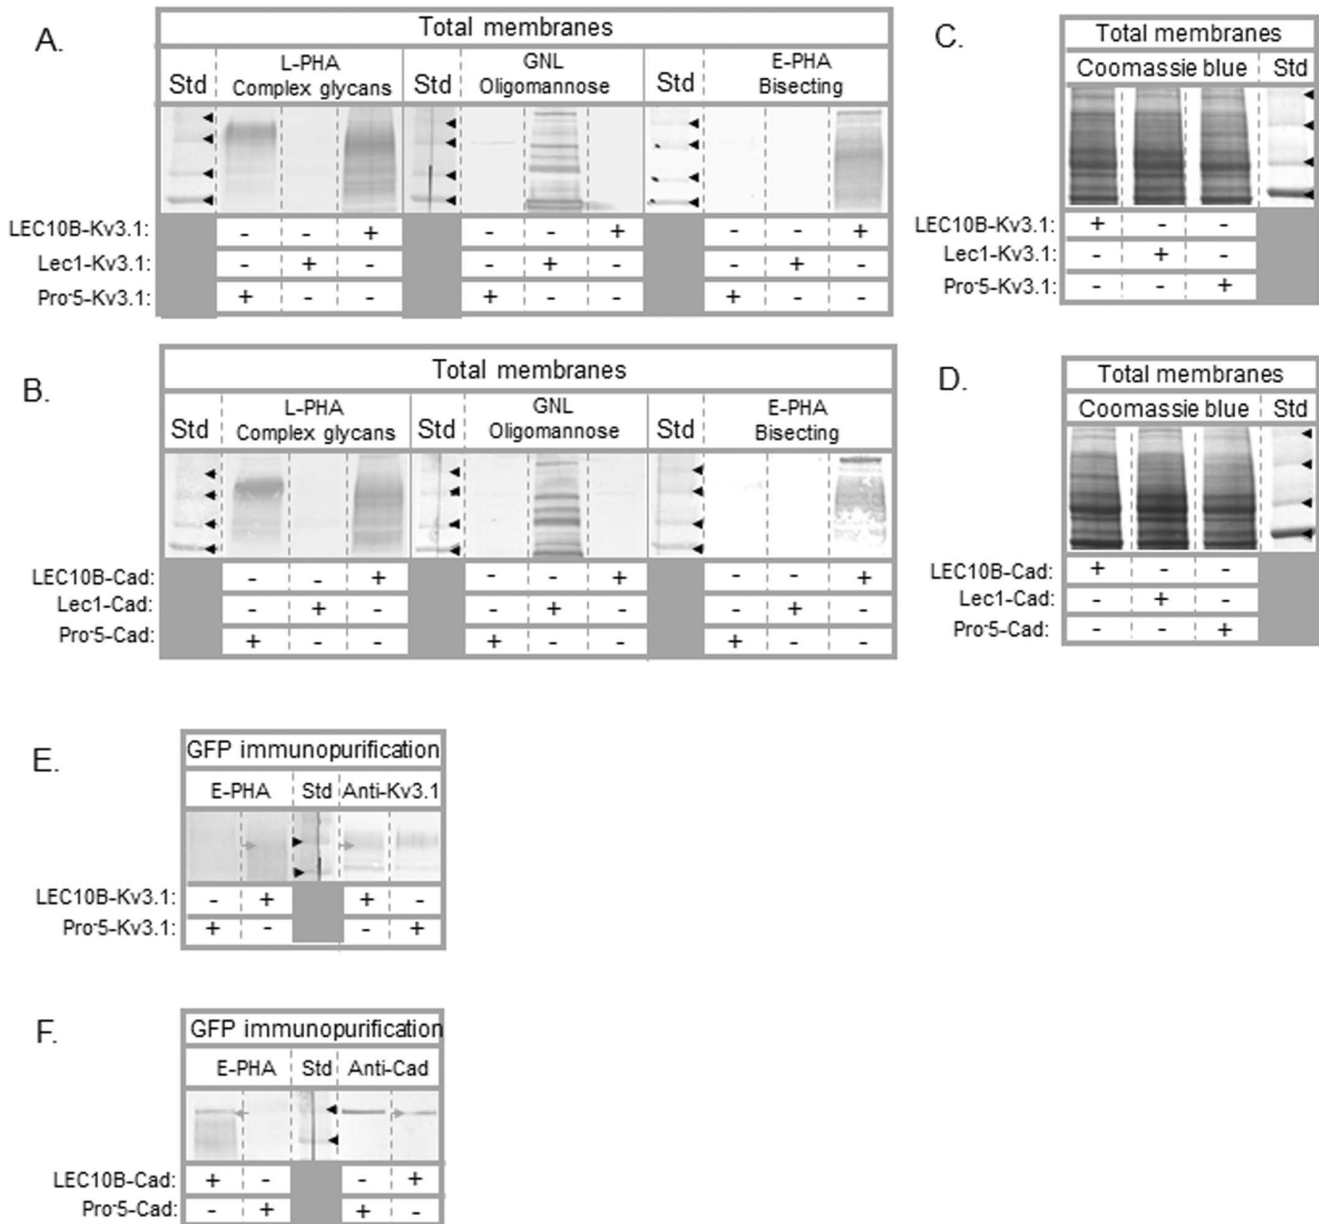 A.
Total membranes
Std
L-PHA
Complex glycans
Std
GNL
Oligomannose
Std
E-PHA
Bisecting
LEC10B-Kv3.1: - - + - - + - - +
Lec1-Kv3.1: - + - - + - - + -
Pro-5-Kv3.1: + - - + - - + - -
B.
Total membranes
Std
L-PHA
Complex glycans
Std
GNL
Oligomannose
Std
E-PHA
Bisecting
LEC10B-Cad: - - + - - + - - +
Lec1-Cad: - + - - + - - + -
Pro-5-Cad: + - - + - - + - -
C.
Total membranes
Coomassie blue Std
LEC10B-Kv3.1: + - -
Lec1-Kv3.1: - + -
Pro-5-Kv3.1: - - +
D.
Total membranes
Coomassie blue Std
LEC10B-Cad: + - -
Lec1-Cad: - + -
Pro-5-Cad: - - +
E.
GFP immunopurification
E-PHA Std Anti-Kv3.1
LEC10B-Kv3.1: - + + -
Pro-5-Kv3.1: + - - +
F.
GFP immunopurification
E-PHA Std Anti-Cad
LEC10B-Cad: + - - +
Pro-5-Cad: - + + -